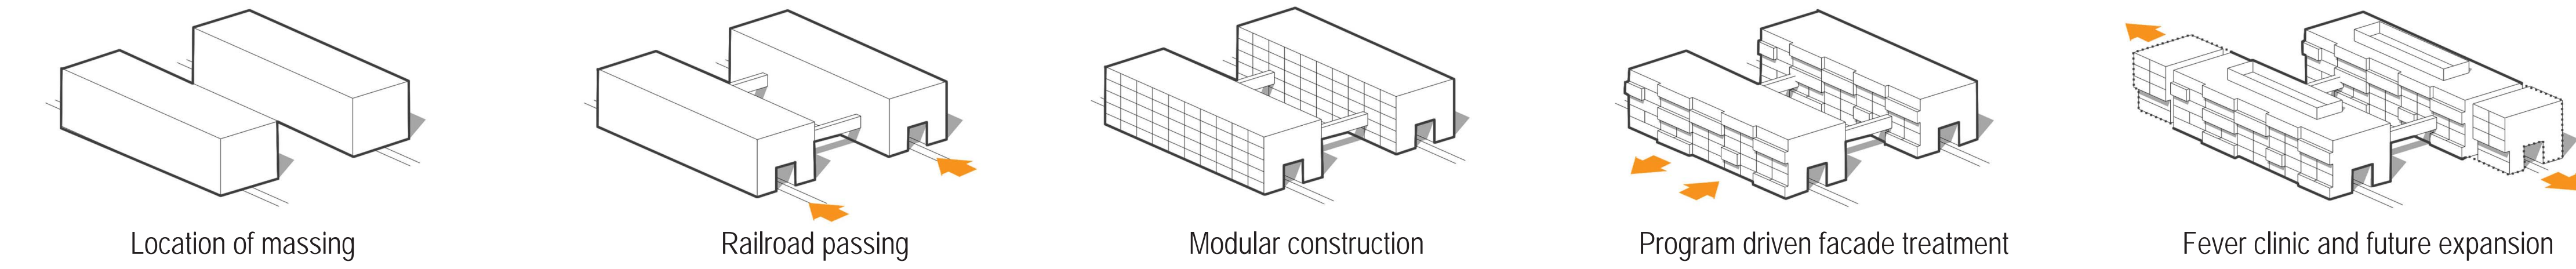 Location of massing
Railroad passing
Modular construction
Program driven facade treatment
Fever clinic and future expansion